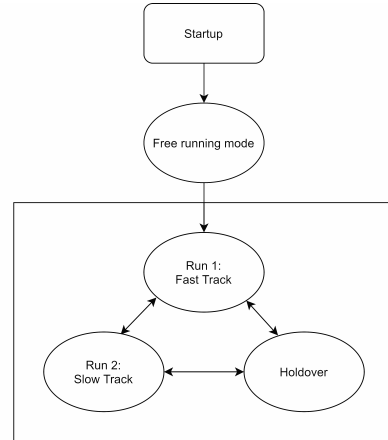 Startup
Free running mode
Run 1:
Fast Track
Run 2:
Slow Track
Holdover